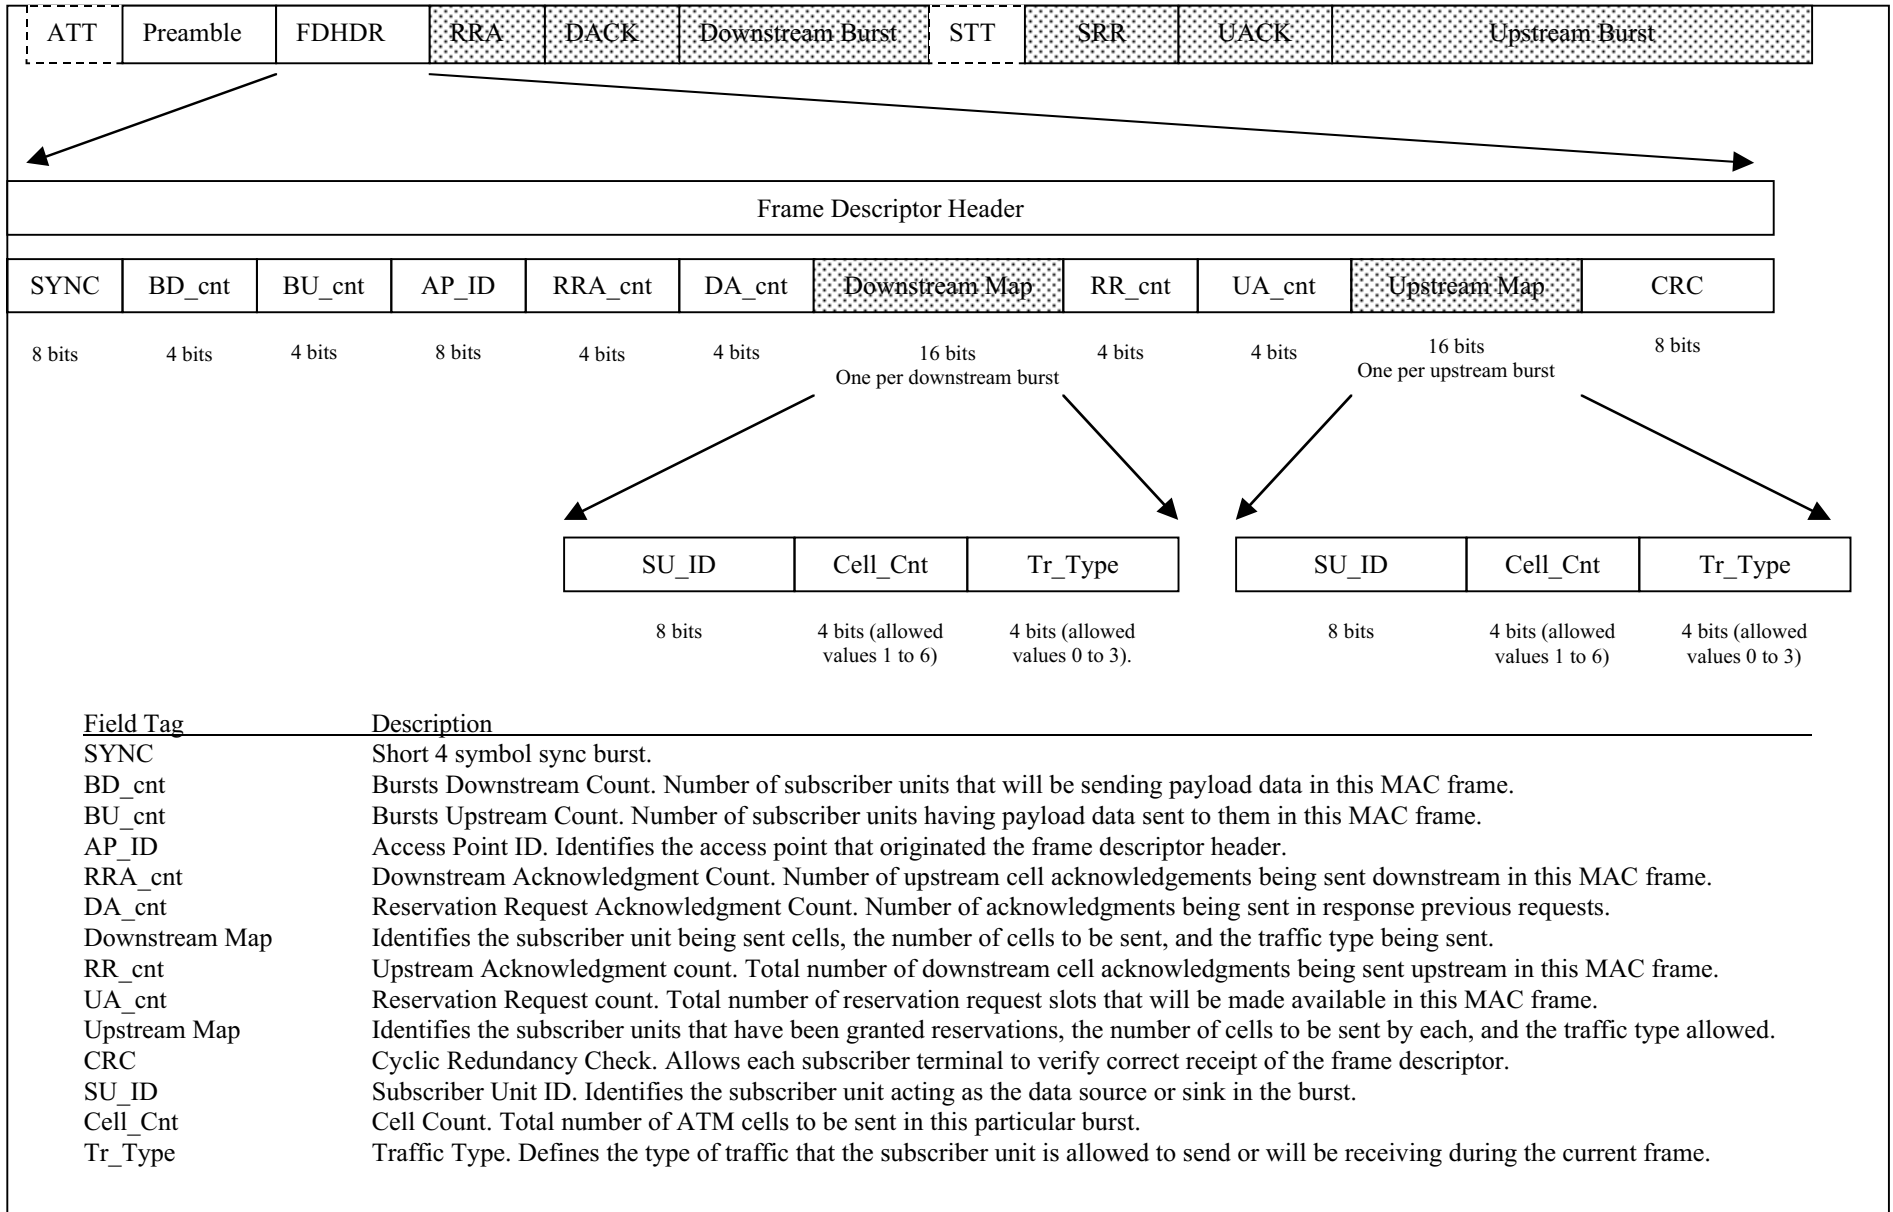 ATT Preamble FDHDR RRA DACK Downstream Burst STT SRR UACK Upstream Burst
Frame Descriptor Header
SYNC BD_cnt BU_cnt AP_ID RRA_cnt DA_cnt Downstream Map RR_cnt UA_cnt Upstream Map CRC
8 bits 4 bits 4 bits 8 bits 4 bits 4 bits 16 bits 4 bits 4 bits 16 bits 8 bits
One per downstream burst One per upstream burst
SU_ID Cell_Cnt Tr_Type SU_ID Cell_Cnt Tr_Type
8 bits 4 bits (allowed 4 bits (allowed 8 bits 4 bits (allowed 4 bits (allowed
values 1 to 6) values 0 to 3). values 1 to 6) values 0 to 3)
Field Tag Description
SYNC Short 4 symbol sync burst.
BD_cnt Bursts Downstream Count. Number of subscriber units that will be sending payload data in this MAC frame.
BU_cnt Bursts Upstream Count. Number of subscriber units having payload data sent to them in this MAC frame.
AP_ID Access Point ID. Identifies the access point that originated the frame descriptor header.
RRA_cnt Downstream Acknowledgment Count. Number of upstream cell acknowledgements being sent downstream in this MAC frame.
DA_cnt Reservation Request Acknowledgment Count. Number of acknowledgments being sent in response previous requests.
Downstream Map Identifies the subscriber unit being sent cells, the number of cells to be sent, and the traffic type being sent.
RR_cnt Upstream Acknowledgment count. Total number of downstream cell acknowledgments being sent upstream in this MAC frame.
UA_cnt Reservation Request count. Total number of reservation request slots that will be made available in this MAC frame.
Upstream Map Identifies the subscriber units that have been granted reservations, the number of cells to be sent by each, and the traffic type allowed.
CRC Cyclic Redundancy Check. Allows each subscriber terminal to verify correct receipt of the frame descriptor.
SU_ID Subscriber Unit ID. Identifies the subscriber unit acting as the data source or sink in the burst.
Cell_Cnt Cell Count. Total number of ATM cells to be sent in this particular burst.
Tr_Type Traffic Type. Defines the type of traffic that the subscriber unit is allowed to send or will be receiving during the current frame.